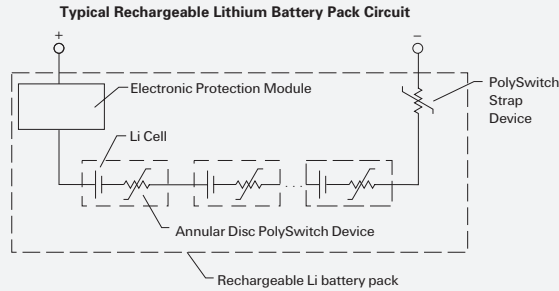 Typical Rechargeable Lithium Battery Pack Circuit
+
–
PolySwitch
Strap
Device
Electronic Protection Module
Li Cell
. . .
Annular Disc PolySwitch Device
Rechargeable Li battery pack